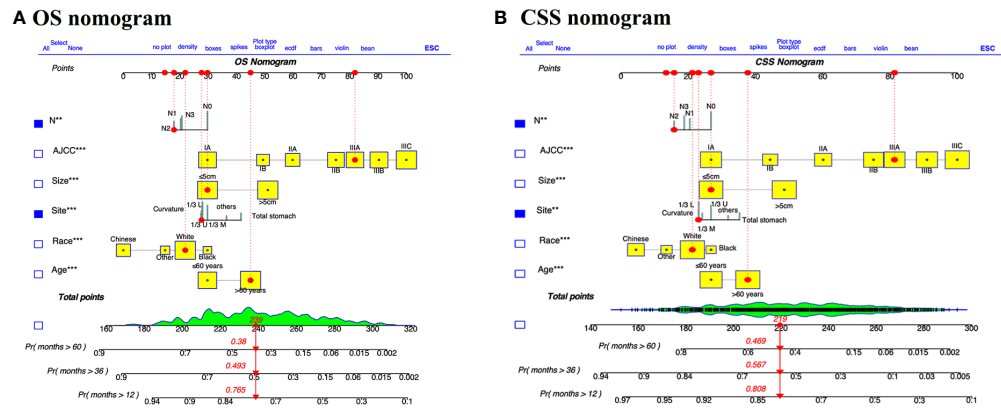 A OS nomogram
Select
All None
no plot density boxes spikes Plot type boxplot ecdf bars violin bean ESC
OS Nomogram
Points
0 10 20 30 40 50 60 70 80 90 100
N**
N1 N3 N0
N2
AJCC***
IA IB IIA IIB IIIA IIIB IIIC
Size***
≤5cm
>5cm
Site***
Curvature 1/3 L others
1/3 U 1/3 M Total stomach
Race***
Chinese White
Other Black
Age***
≤60 years
>60 years
Total points
239
160 180 200 220 240 260 280 300 320
0.38
Pr( months > 60 )
0.9 0.7 0.5 0.3 0.15 0.06 0.015 0.002
0.493
Pr( months > 36 )
0.9 0.7 0.5 0.3 0.15 0.06 0.015 0.002
0.765
Pr( months > 12 )
0.94 0.9 0.84 0.7 0.5 0.3 0.1
B CSS nomogram
Select
All None
no plot density boxes spikes Plot type boxplot ecdf bars violin bean ESC
CSS Nomogram
Points
0 20 40 60 80 100
N**
N3 N0
N2 N1
AJCC***
IA IB IIA IIB IIIA IIIB IIIC
Size***
≤5cm
>5cm
Site**
1/3 L 1/3 U
Curvature others
1/3 M Total stomach
Race***
Chinese White
Other Black
Age***
≤60 years
>60 years
Total points
219
140 160 180 200 220 240 260 280 300
0.469
Pr( months > 60 )
0.8 0.6 0.4 0.15 0.06 0.015 0.002
0.567
Pr( months > 36 )
0.94 0.9 0.84 0.7 0.5 0.3 0.1 0.03 0.005
0.808
Pr( months > 12 )
0.97 0.95 0.92 0.85 0.7 0.5 0.3 0.1